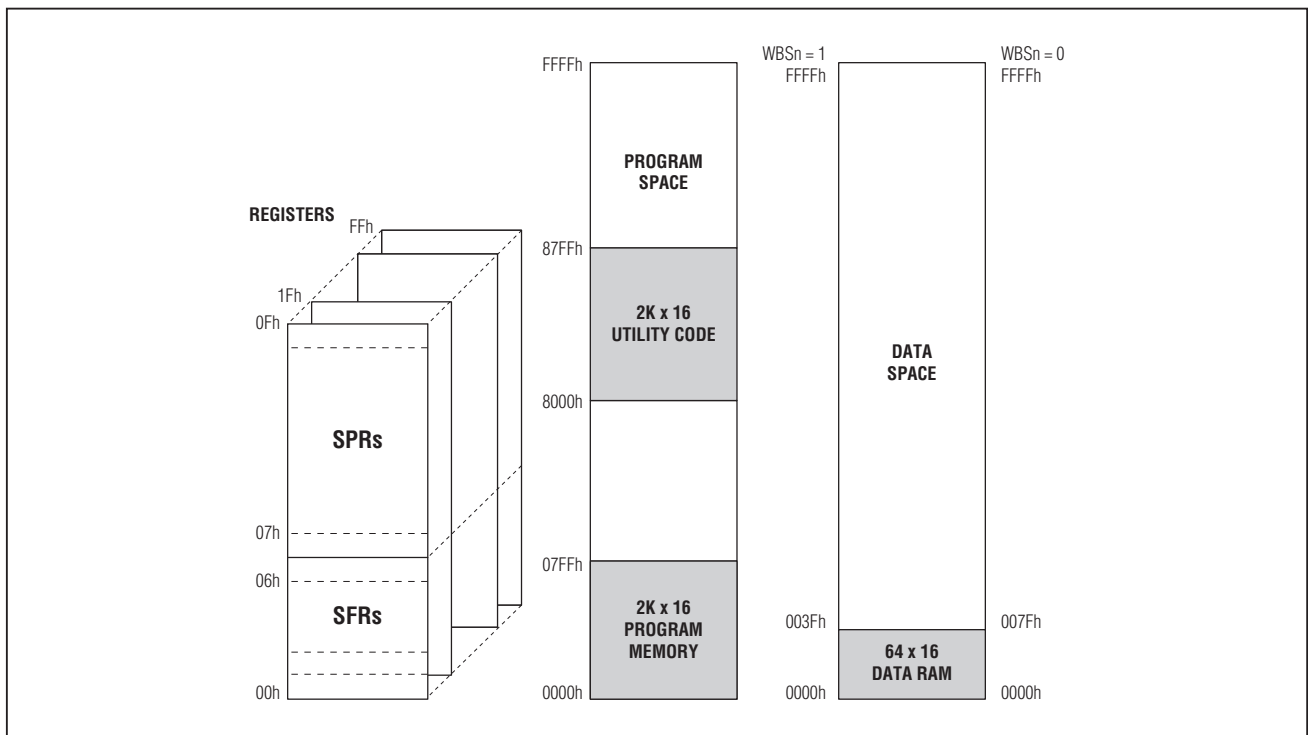 REGISTERS
FFh
1Fh
0Fh
SPRs
07h
06h
SFRs
00h
FFFFh
PROGRAM
SPACE
87FFh
2K x 16
UTILITY CODE
8000h
07FFh
2K x 16
PROGRAM
MEMORY
0000h
WBSn = 1
FFFFh
WBSn = 0
FFFFh
DATA
SPACE
003Fh
007Fh
64 x 16
DATA RAM
0000h
0000h